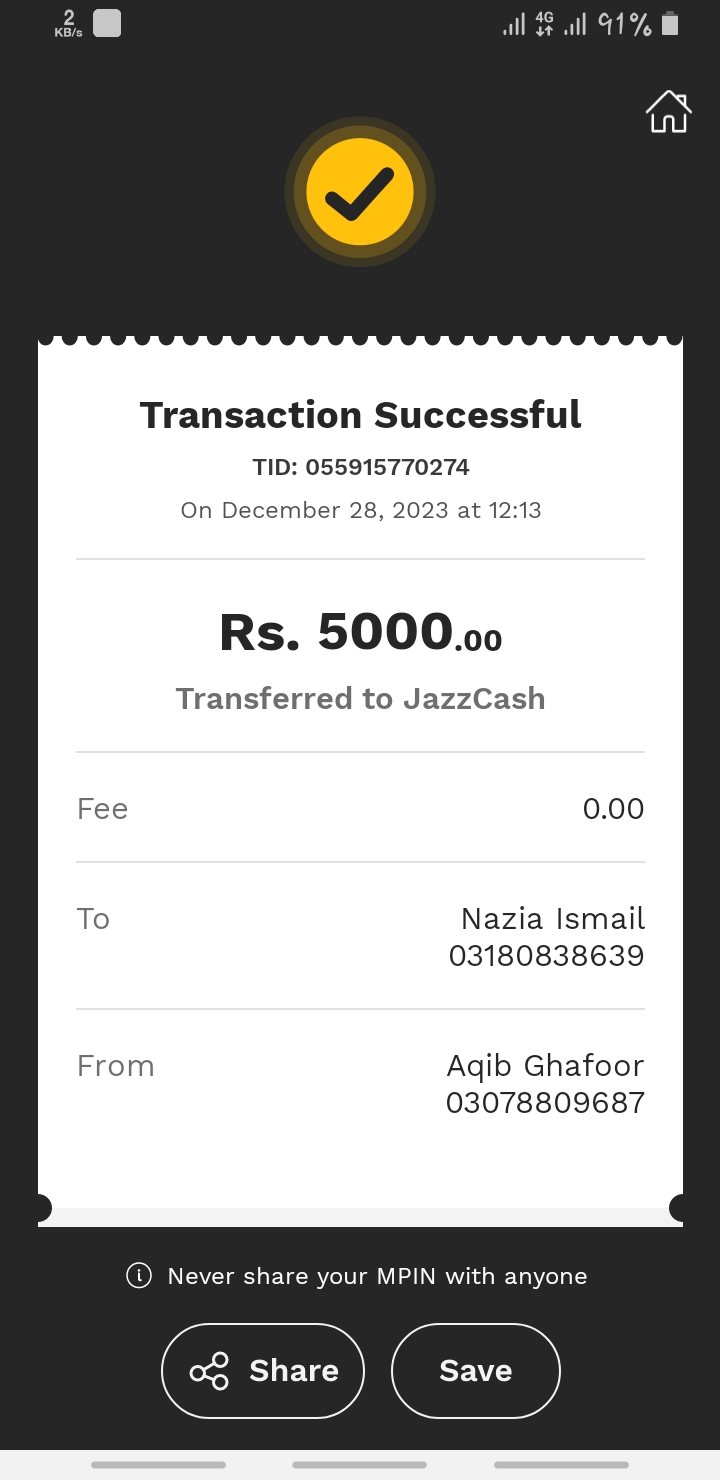 2
KB/s
4G
91%
Transaction Successful
TID: 055915770274
On December 28, 2023 at 12:13
Rs. 5000.00
Transferred to JazzCash
Fee 0.00
To Nazia Ismail
03180838639
From Aqib Ghafoor
03078809687
Never share your MPIN with anyone
Share Save